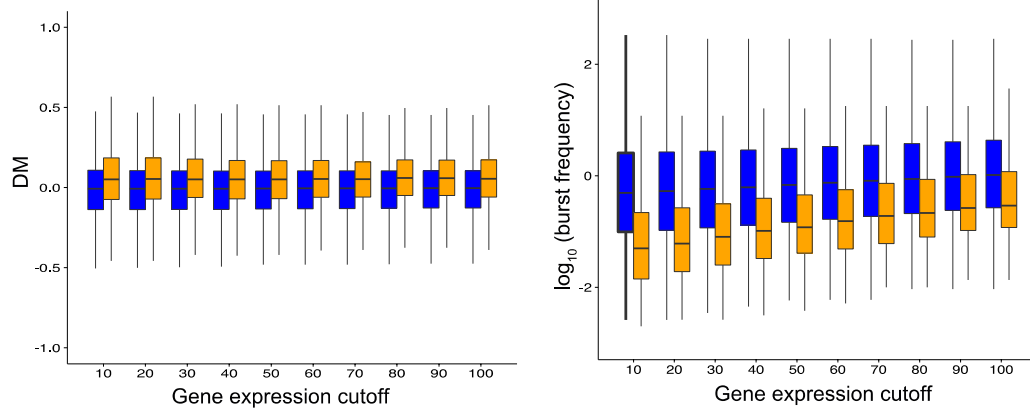 1.0
0.5
0.0
-0.5
-1.0
DM
10 20 30 40 50 60 70 80 90 100
Gene expression cutoff
2
0
-2
log10 (burst frequency)
10 20 30 40 50 60 70 80 90 100
Gene expression cutoff